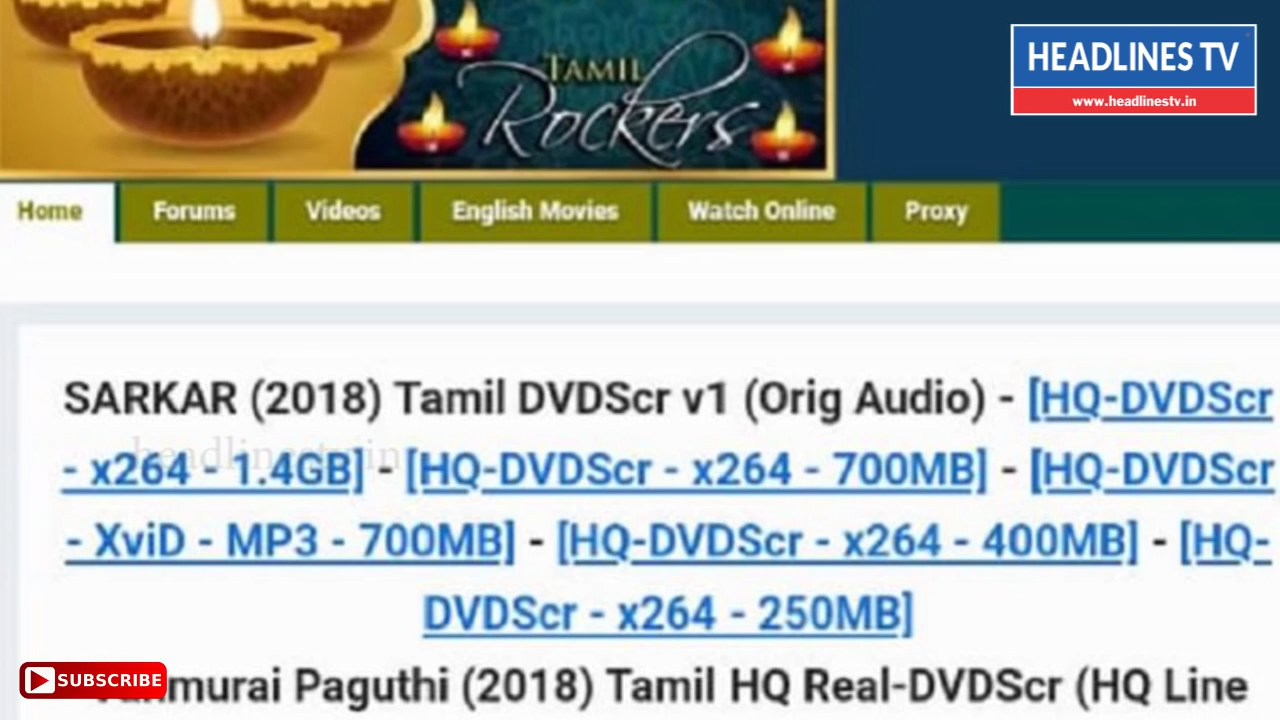 TAMIL
Rockers
HEADLINES TV
www.headlinestv.in
Home Forums Videos English Movies Watch Online Proxy
SARKAR (2018) Tamil DVDScr v1 (Orig Audio) - [HQ-DVDScr
- x264 - 1.4GB] - [HQ-DVDScr - x264 - 700MB] - [HQ-DVDScr
- XviD - MP3 - 700MB] - [HQ-DVDScr - x264 - 400MB] - [HQ-
DVDScr - x264 - 250MB]
Paguthi (2018) Tamil HQ Real-DVDScr (HQ Line
SUBSCRIBE